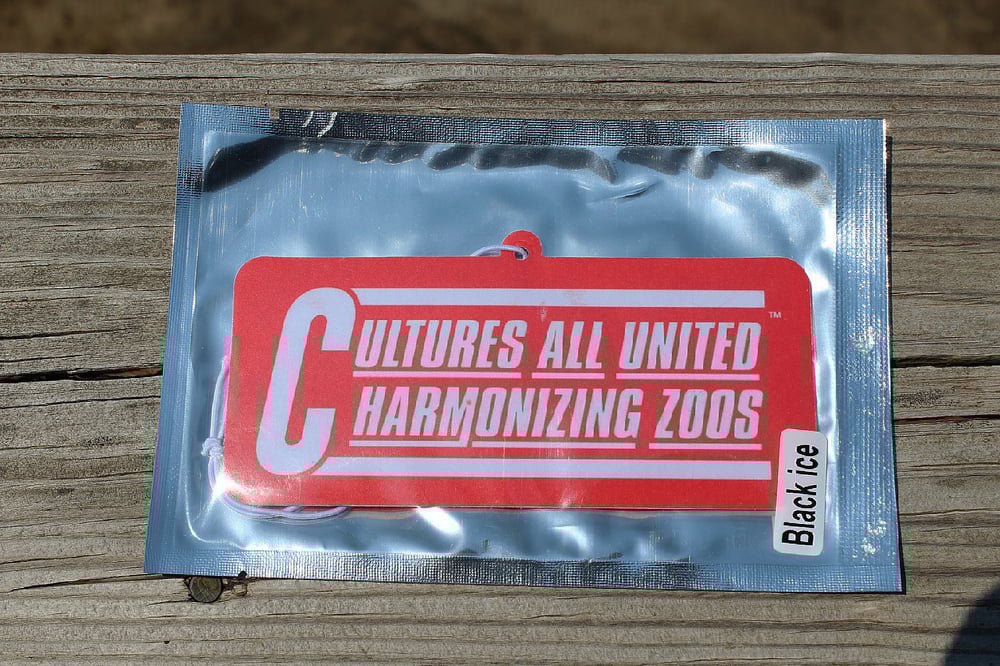 CULTURES ALL UNITED ™
HARMONIZING ZOOS
Black ice